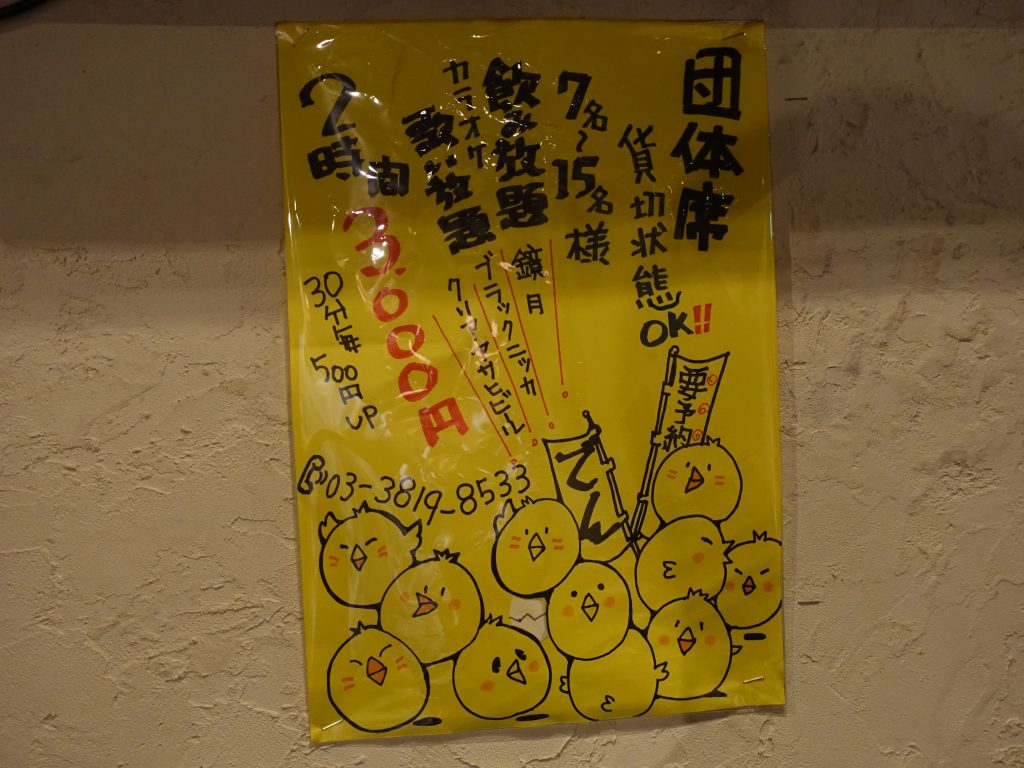 団体席
貸切状態OK!!
7名~15名様
飲み放題
鏡月
ブラックニッカ
クリアアサヒビール
カラオケ
歌い放題
2時間
3.000円
30分毎500円UP
要予約
でん
03-3819-8533